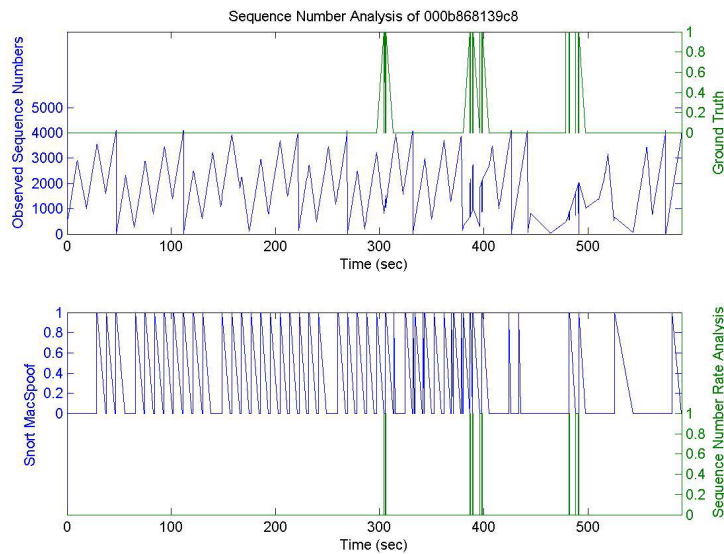 Sequence Number Analysis of 000b868139c8
Observed Sequence Numbers
5000
4000
3000
2000
1000
0
1
0.8
0.6
0.4
0.2
0
Ground Truth
0 100 200 300 400 500
Time (sec)
Snort MacSpoof
1
0.8
0.6
0.4
0.2
0
1
0.8
0.6
0.4
0.2
0
Sequence Number Rate Analysis
0 100 200 300 400 500
Time (sec)